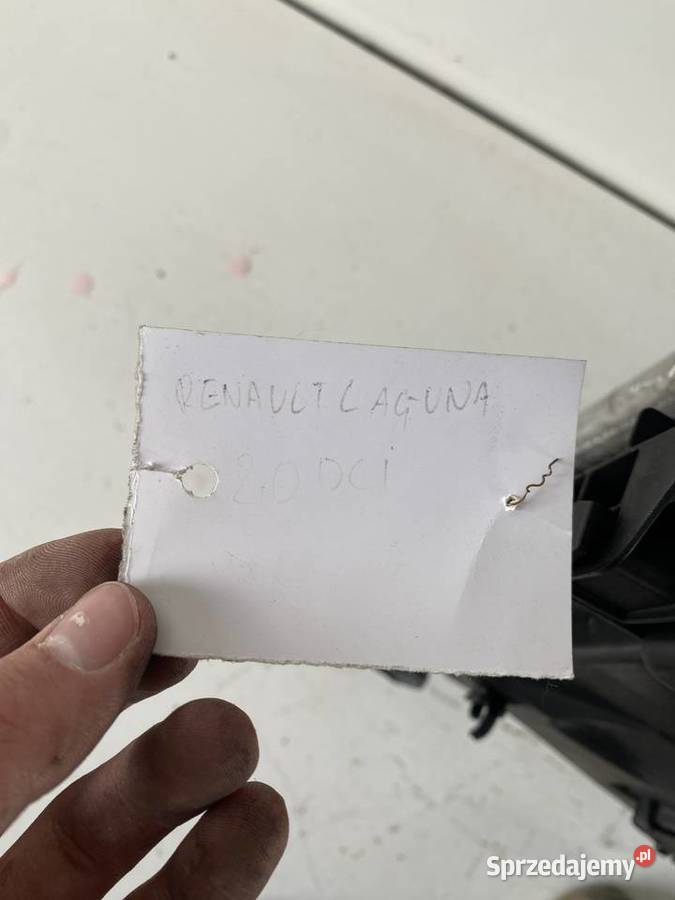 RENAULT LAGUNA
2.0 DCi
Sprzedajemy.pl